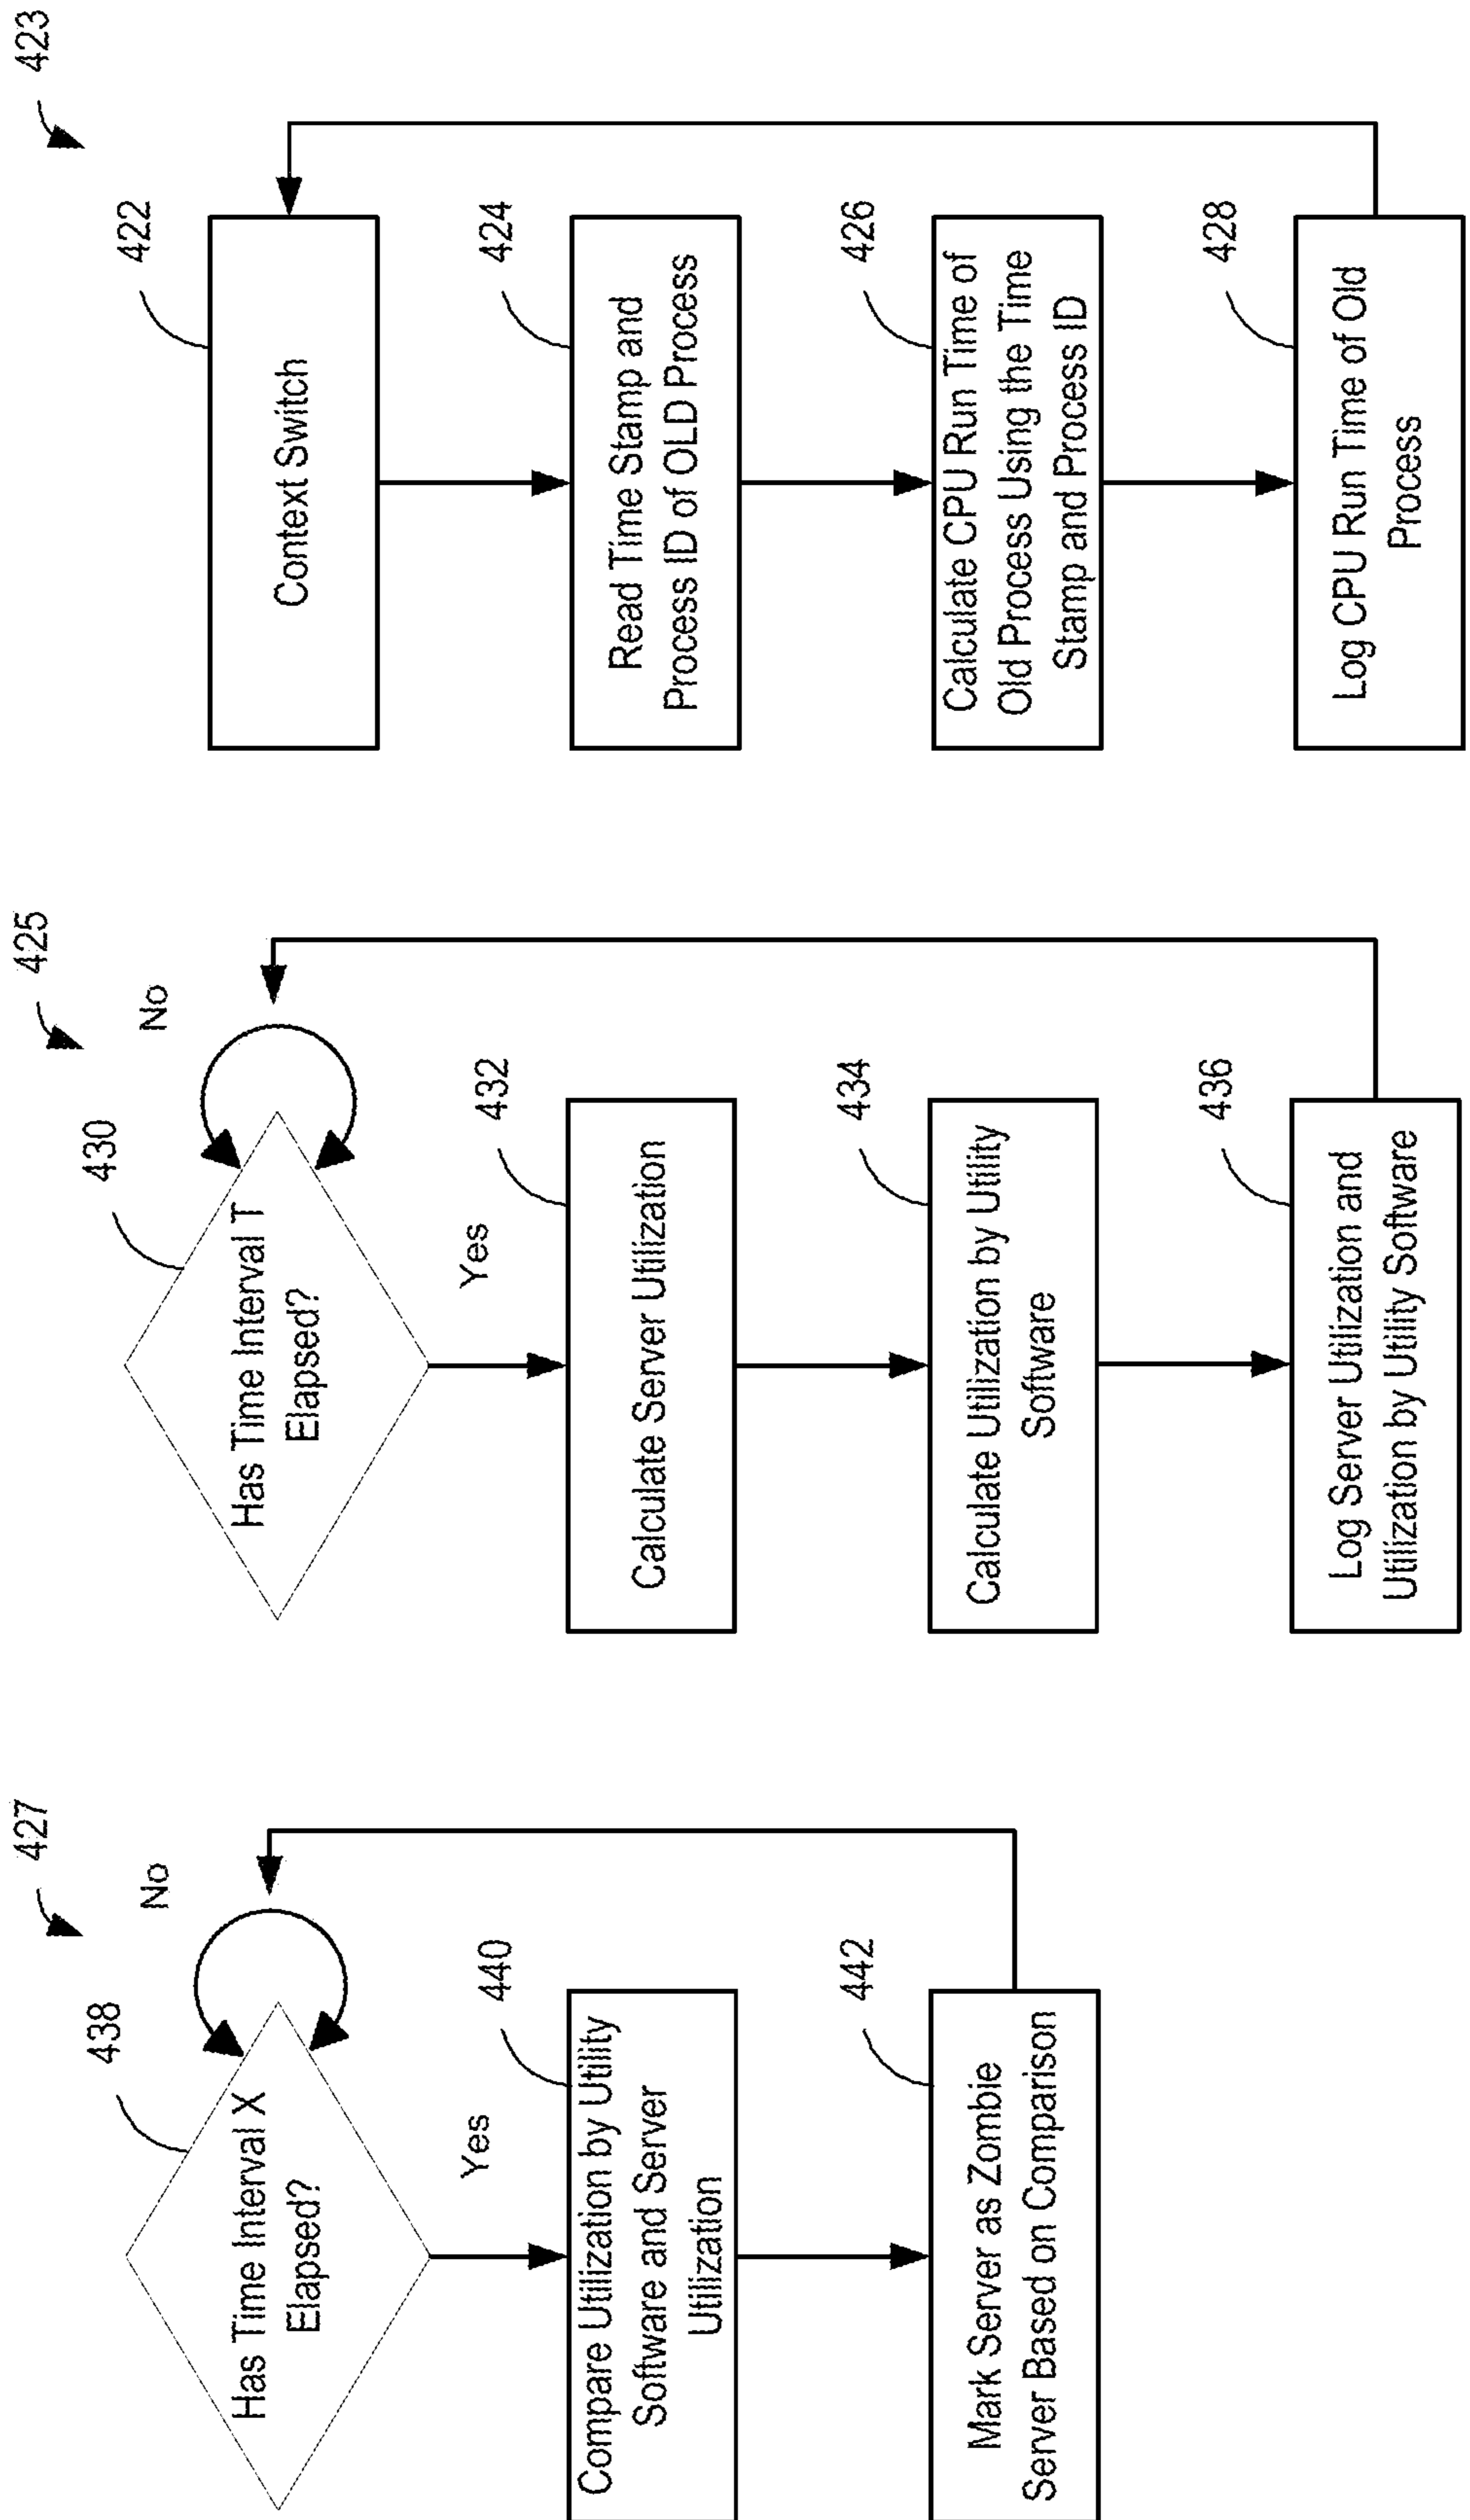 427
438
No
Has Time Interval X
Elapsed?
Yes
440
Compare Utilization by Utility
Software and Server
Utilization
442
Mark Server as Zombie
Server Based on Comparison
425
430
No
Has Time Interval T
Elapsed?
Yes
432
Calculate Server Utilization
434
Calculate Utilization by Utility
Software
436
Log Server Utilization and
Utilization by Utility Software
423
422
Context Switch
424
Read Time Stamp and
Process ID of OLD Process
426
Calculate CPU Run Time of
Old Process Using the Time
Stamp and Process ID
428
Log CPU Run Time of Old
Process